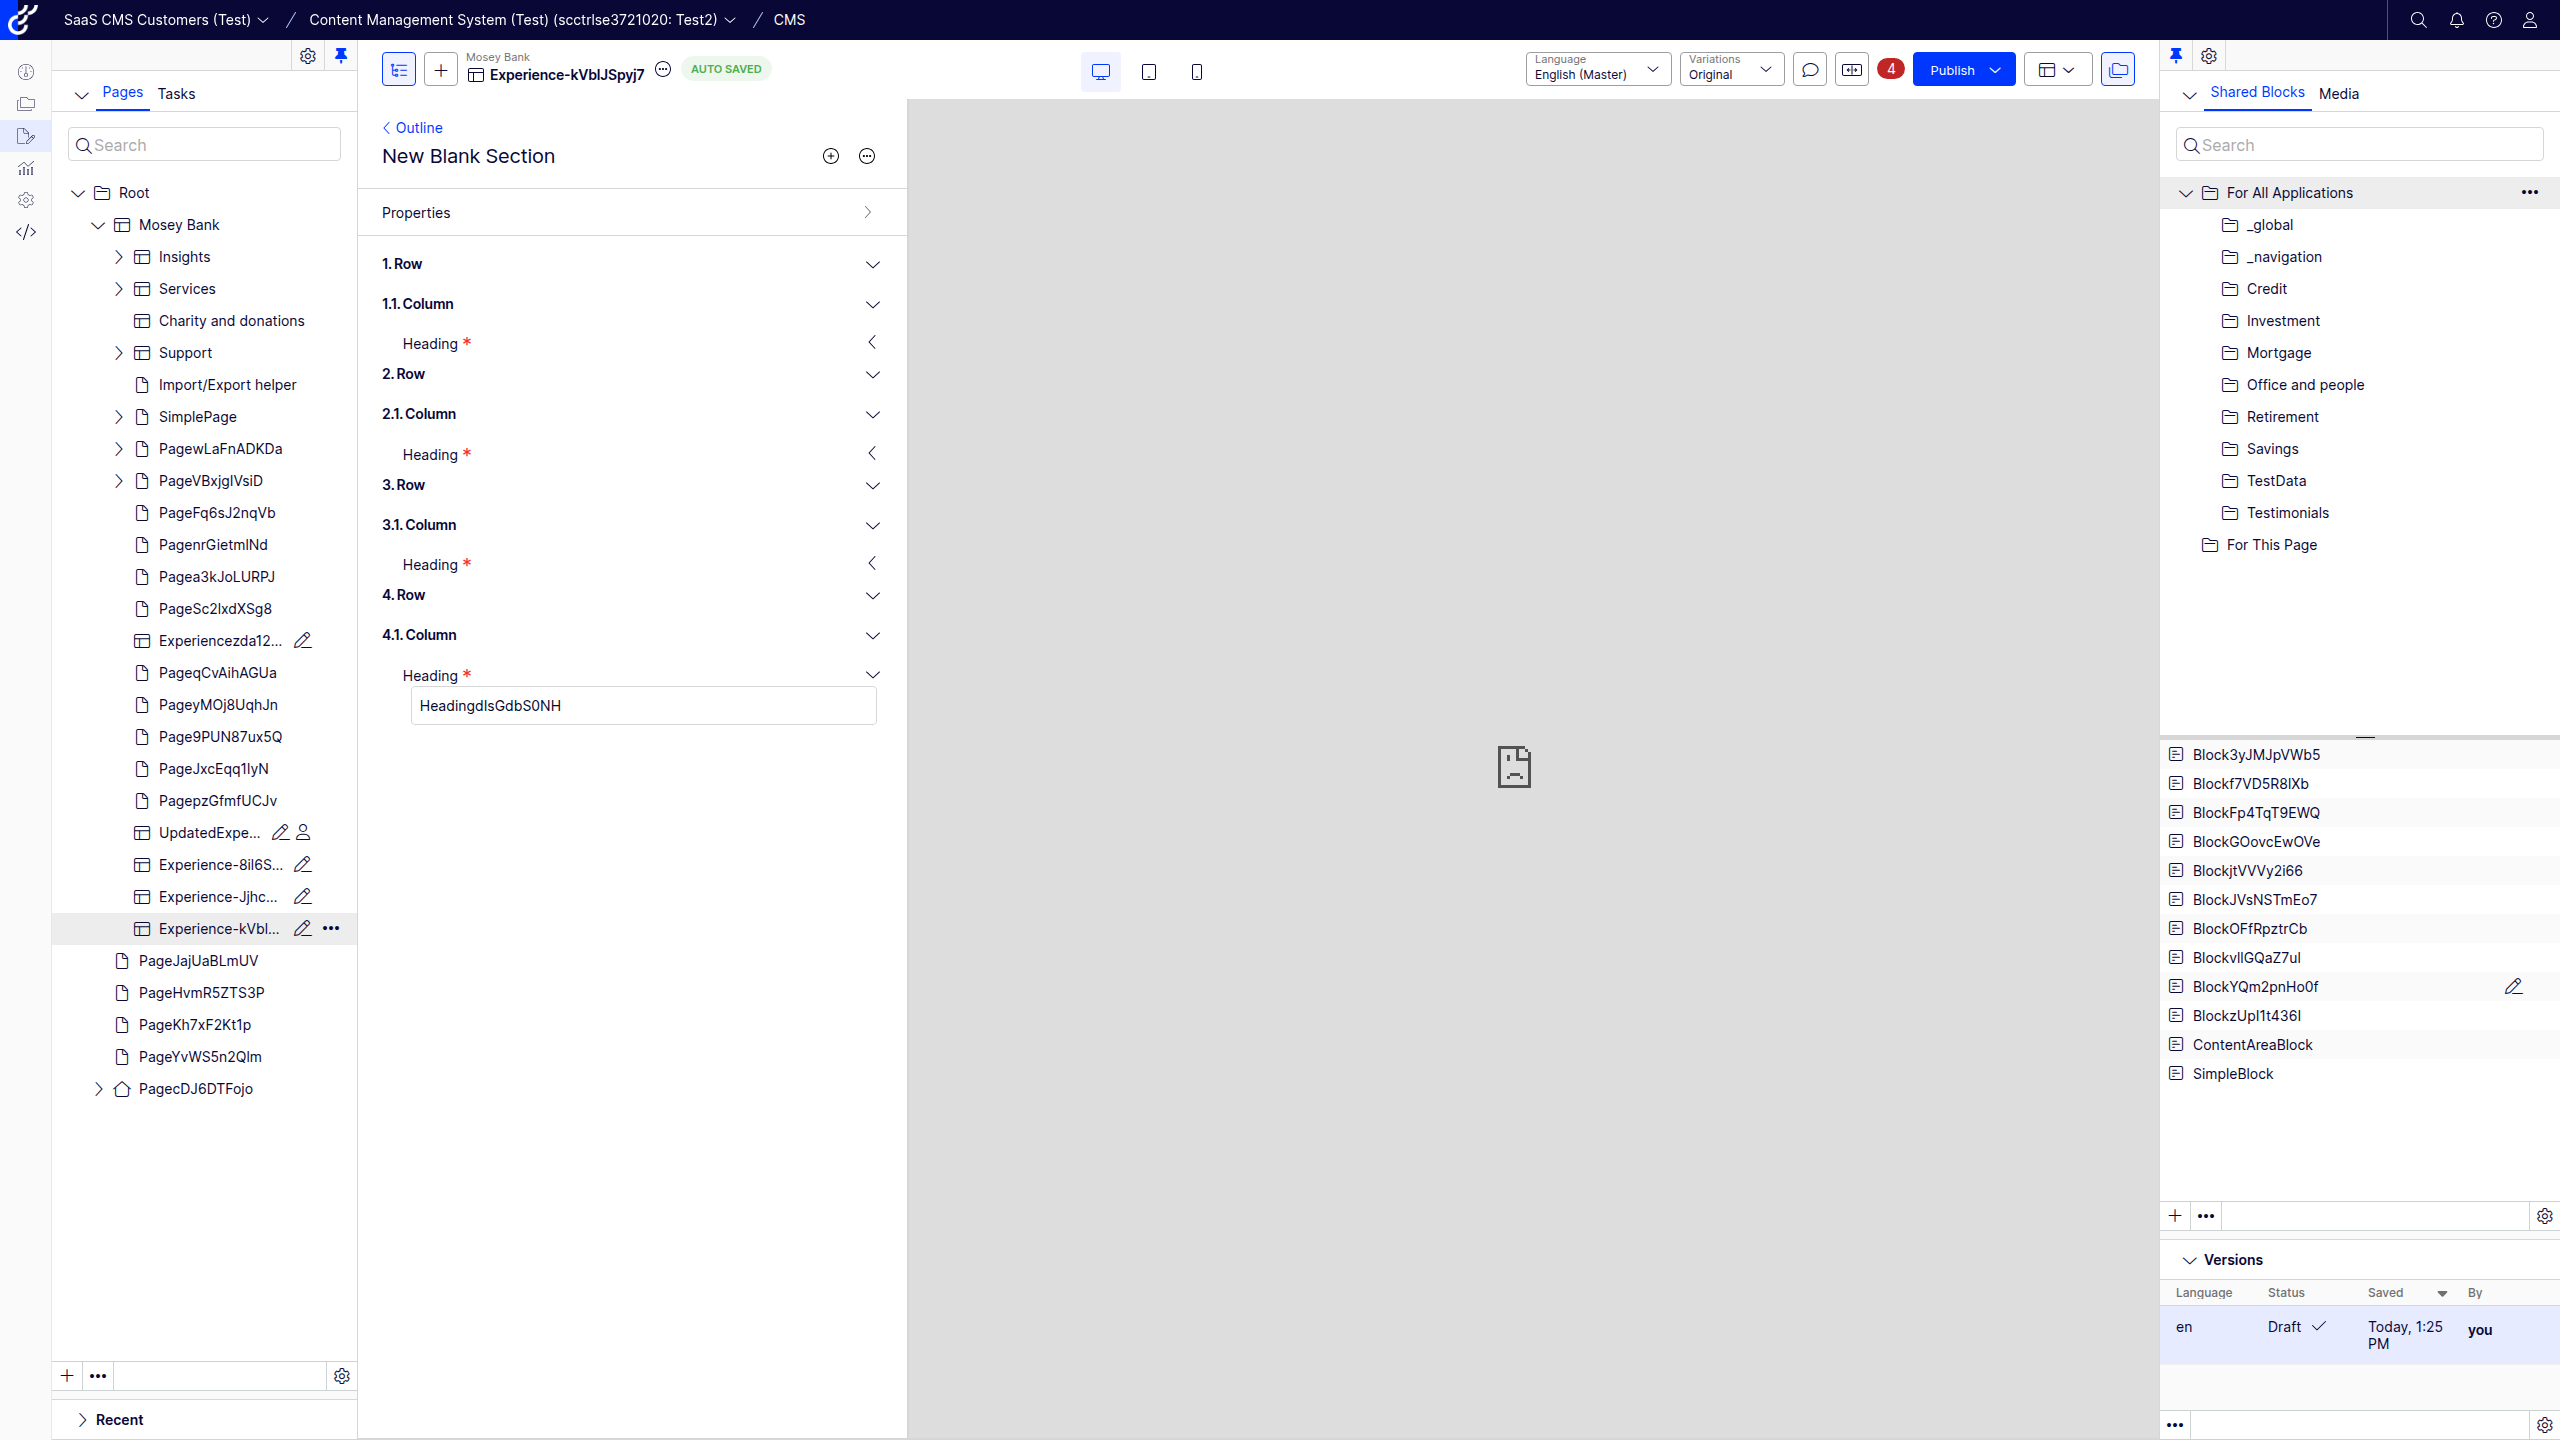 SaaS CMS Customers (Test) / Content Management System (Test) (scctrlse3721020: Test2) / CMS
Pages Tasks
Search
Root
Mosey Bank
Insights
Services
Charity and donations
Support
Import/Export helper
SimplePage
PagewLaFnADKDa
PageVBxjgIVsiD
PageFq6sJ2nqVb
PagenrGietmlNd
Pagea3kJoLURPJ
PageSc2lxdXSg8
Experiencezda12...
PageqCvAihAGUa
PageyMOj8UqhJn
Page9PUN87ux5Q
PageJxcEqq1lyN
PagepzGfmfUCJv
UpdatedExpe...
Experience-8il6S...
Experience-Jjhc...
Experience-kVbl...
PageJajUaBLmUV
PageHvmR5ZTS3P
PageKh7xF2Kt1p
PageYvWS5n2Qlm
PagecDJ6DTFojo
Recent
Mosey Bank
Experience-kVblJSpyj7
AUTO SAVED
Language
English (Master)
Variations
Original
4
Publish
Outline
New Blank Section
Properties
1. Row
1.1. Column
Heading *
2. Row
2.1. Column
Heading *
3. Row
3.1. Column
Heading *
4. Row
4.1. Column
Heading *
HeadingdlsGdbS0NH
Shared Blocks Media
Search
For All Applications
_global
_navigation
Credit
Investment
Mortgage
Office and people
Retirement
Savings
TestData
Testimonials
For This Page
Block3yJMJpVWb5
Blockf7VD5R8lXb
BlockFp4TqT9EWQ
BlockGOovcEwOVe
BlockjtVVVy2i66
BlockJVsNSTmEo7
BlockOFfRpztrCb
BlockvllGQaZ7ul
BlockYQm2pnHo0f
BlockzUpI1t436I
ContentAreaBlock
SimpleBlock
Versions
Language Status Saved By
en Draft Today, 1:25 you
PM